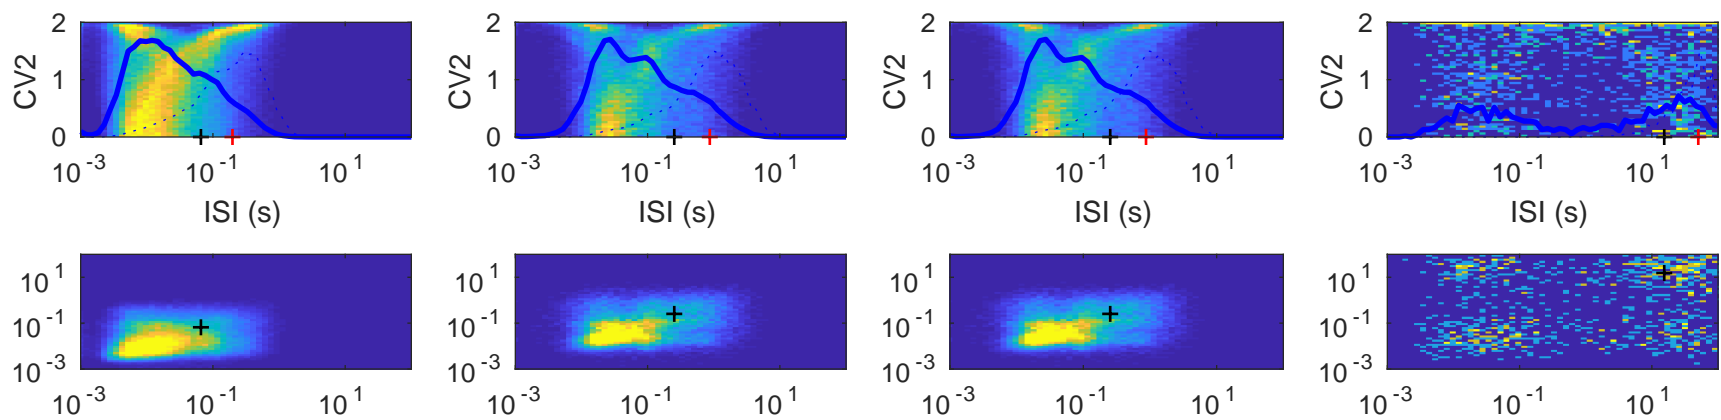 2 2 2 2
CV2 CV2 CV2 CV2
1 1 1 1
0 0 0 0
10^-3 10^-1 10^1 10^-3 10^-1 10^1 10^-3 10^-1 10^1 10^-3 10^-1 10^1
ISI (s) ISI (s) ISI (s) ISI (s)
10^1 10^1 10^1 10^1
10^-1 10^-1 10^-1 10^-1
10^-3 10^-3 10^-3 10^-3
10^-3 10^-1 10^1 10^-3 10^-1 10^1 10^-3 10^-1 10^1 10^-3 10^-1 10^1